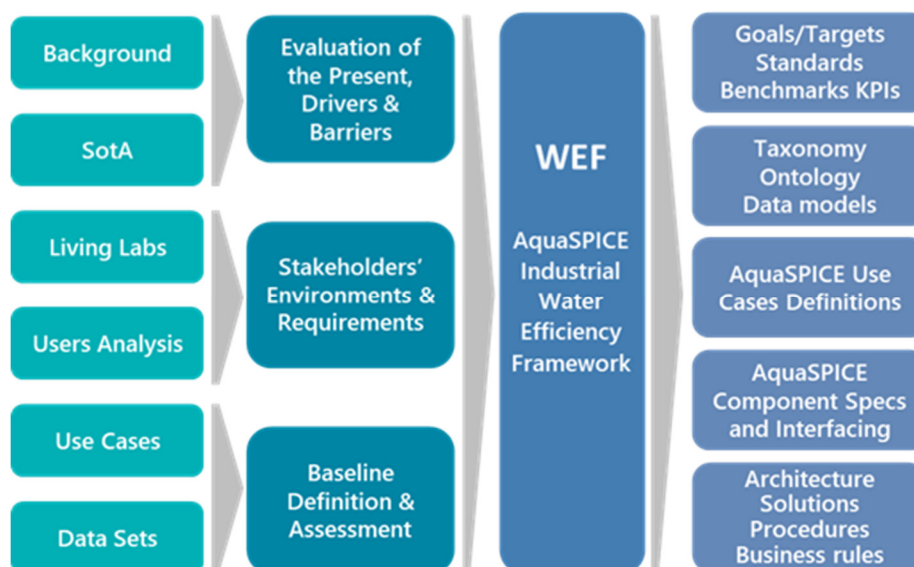 Background
SotA
Living Labs
Users Analysis
Use Cases
Data Sets
Evaluation of
the Present,
Drivers &
Barriers
Stakeholders’
Environments &
Requirements
Baseline
Definition &
Assessment
WEF
AquaSPICE
Industrial
Water
Efficiency
Framework
Goals/Targets
Standards
Benchmarks KPIs
Taxonomy
Ontology
Data models
AquaSPICE Use
Cases Definitions
AquaSPICE
Component Specs
and Interfacing
Architecture
Solutions
Procedures
Business rules